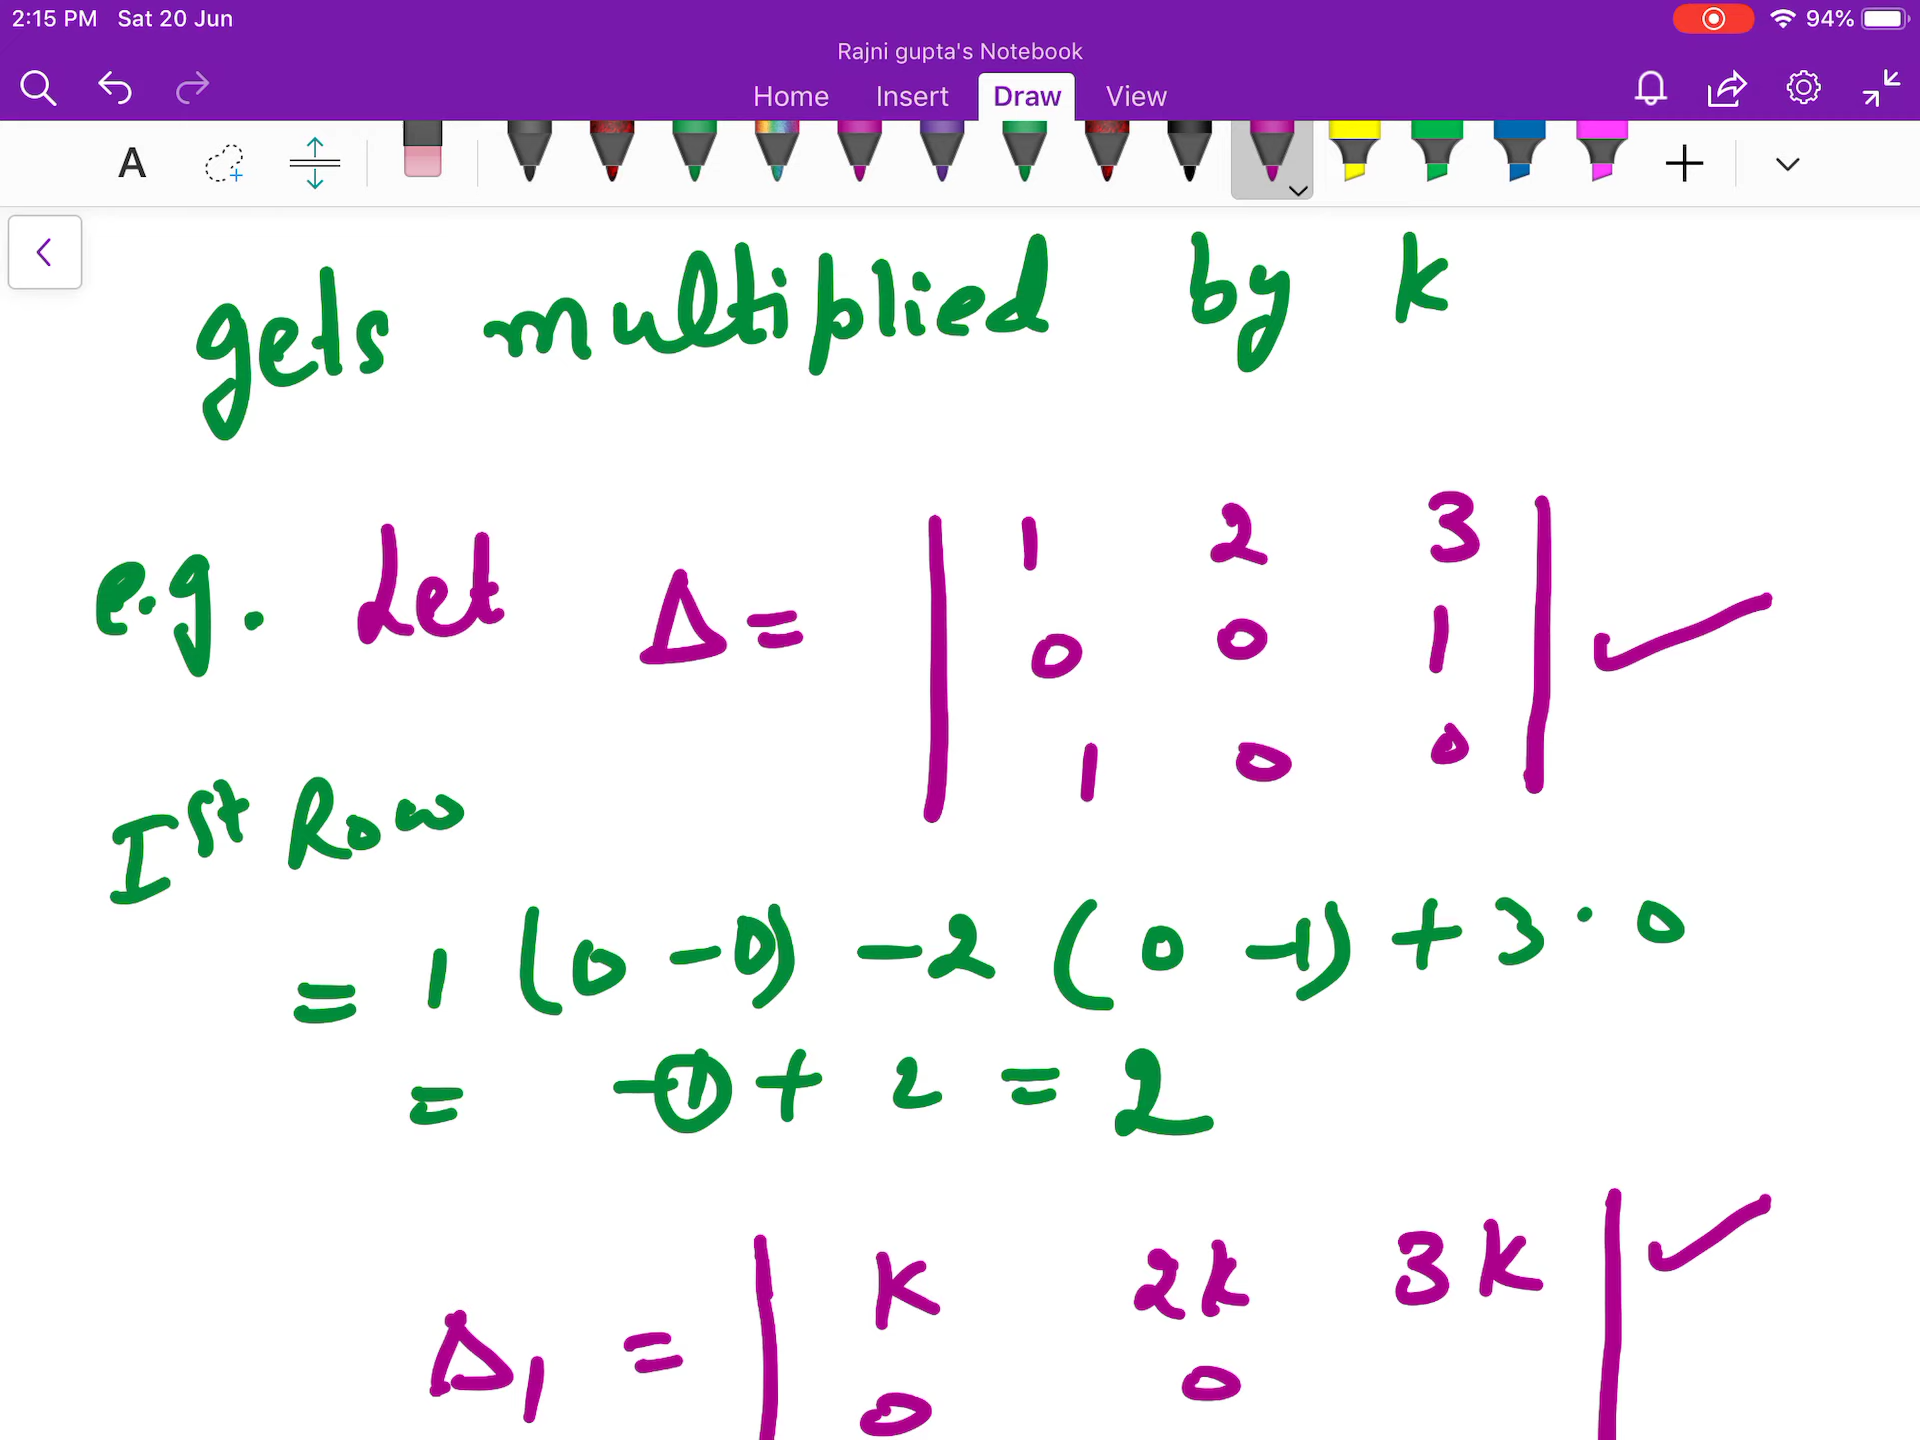 2:15 PM Sat 20 Jun 94%
Rajni gupta's Notebook
Home Insert Draw View
A
gets multiplied by k
e.g. Let Δ = | 1 2 3 |
0 0 1
1 0 0
Ist Row
= 1 (0 - 0) - 2 (0 - 1) + 3 · 0
= + 2 = 2
Δ1 = | K 2k 3k |
0 0